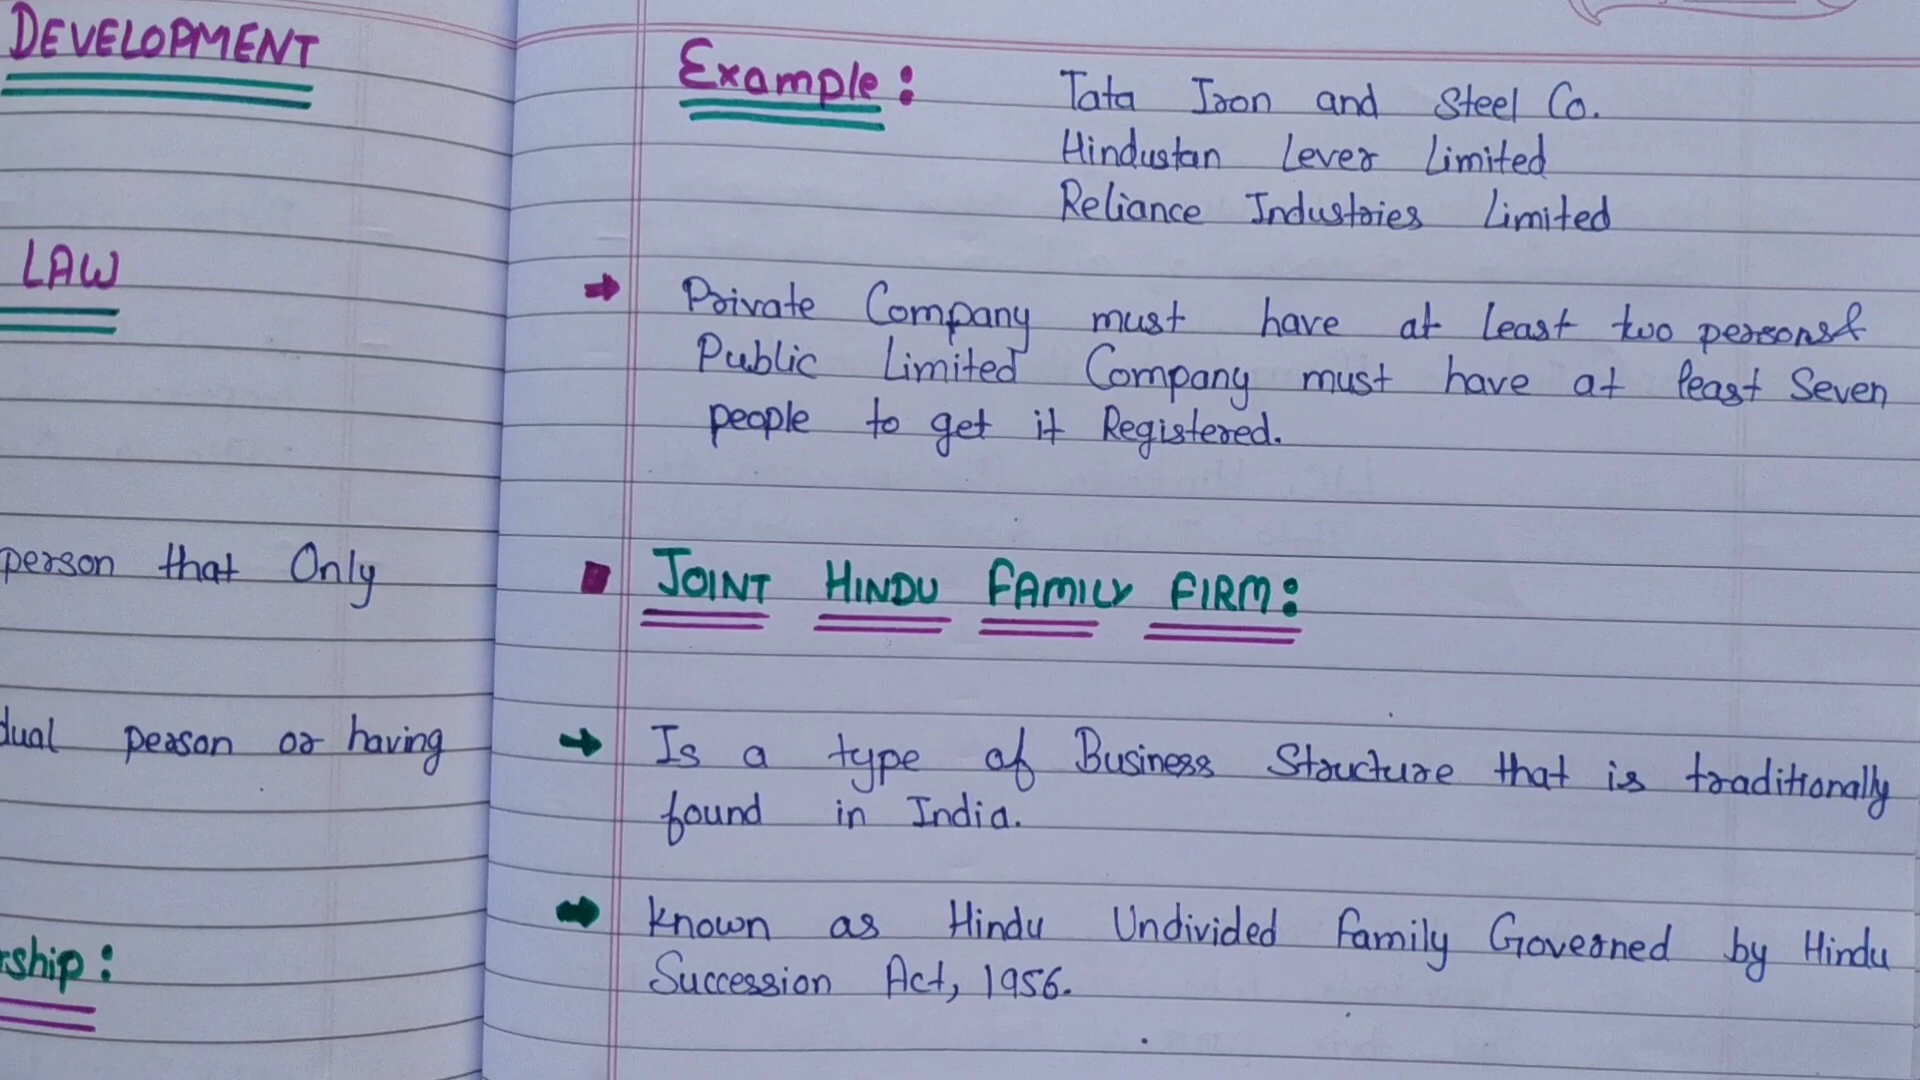 DEVELOPMENT
LAW
person that Only
dual person or having
rship:
Example: Tata Iron and Steel Co.
Hindustan Lever Limited
Reliance Industries Limited
Private Company must have at least two persons &
Public Limited Company must have at least Seven
people to get it Registered.
JOINT HINDU FAMILY FIRM:
Is a type of Business Structure that is traditionally
found in India.
Known as Hindu Undivided Family Governed by Hindu
Succession Act, 1956.